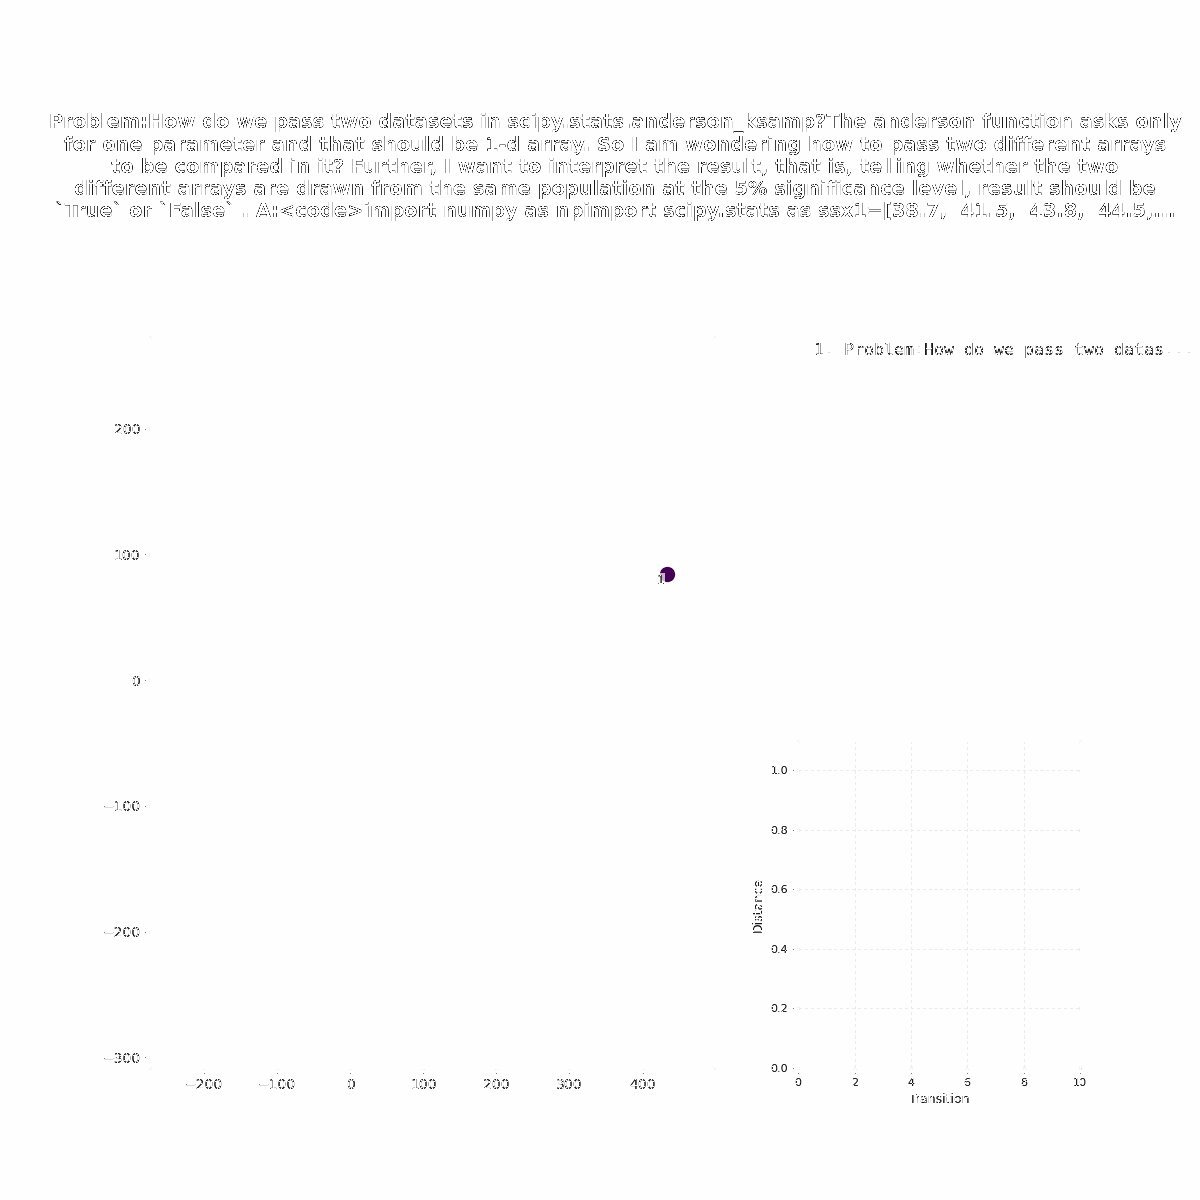 Problem:How do we pass two datasets in scipy.stats.anderson_ksamp?The anderson function asks only
for one parameter and that should be 1-d array. So I am wondering how to pass two different arrays
to be compared in it? Further, I want to interpret the result, that is, telling whether the two
different arrays are drawn from the same population at the 5% significance level, result should be
`True` or `False` . A:<code>import numpy as npimport scipy.stats as ssx1=[38.7, 41.5, 43.8, 44.5,...
1. Problem:How do we pass two datas...
200
100
1
0
−100
−200
−300
−200 −100 0 100 200 300 400
1.0
0.8
0.6
0.4
0.2
0.0
Distance
0 2 4 6 8 10
Transition